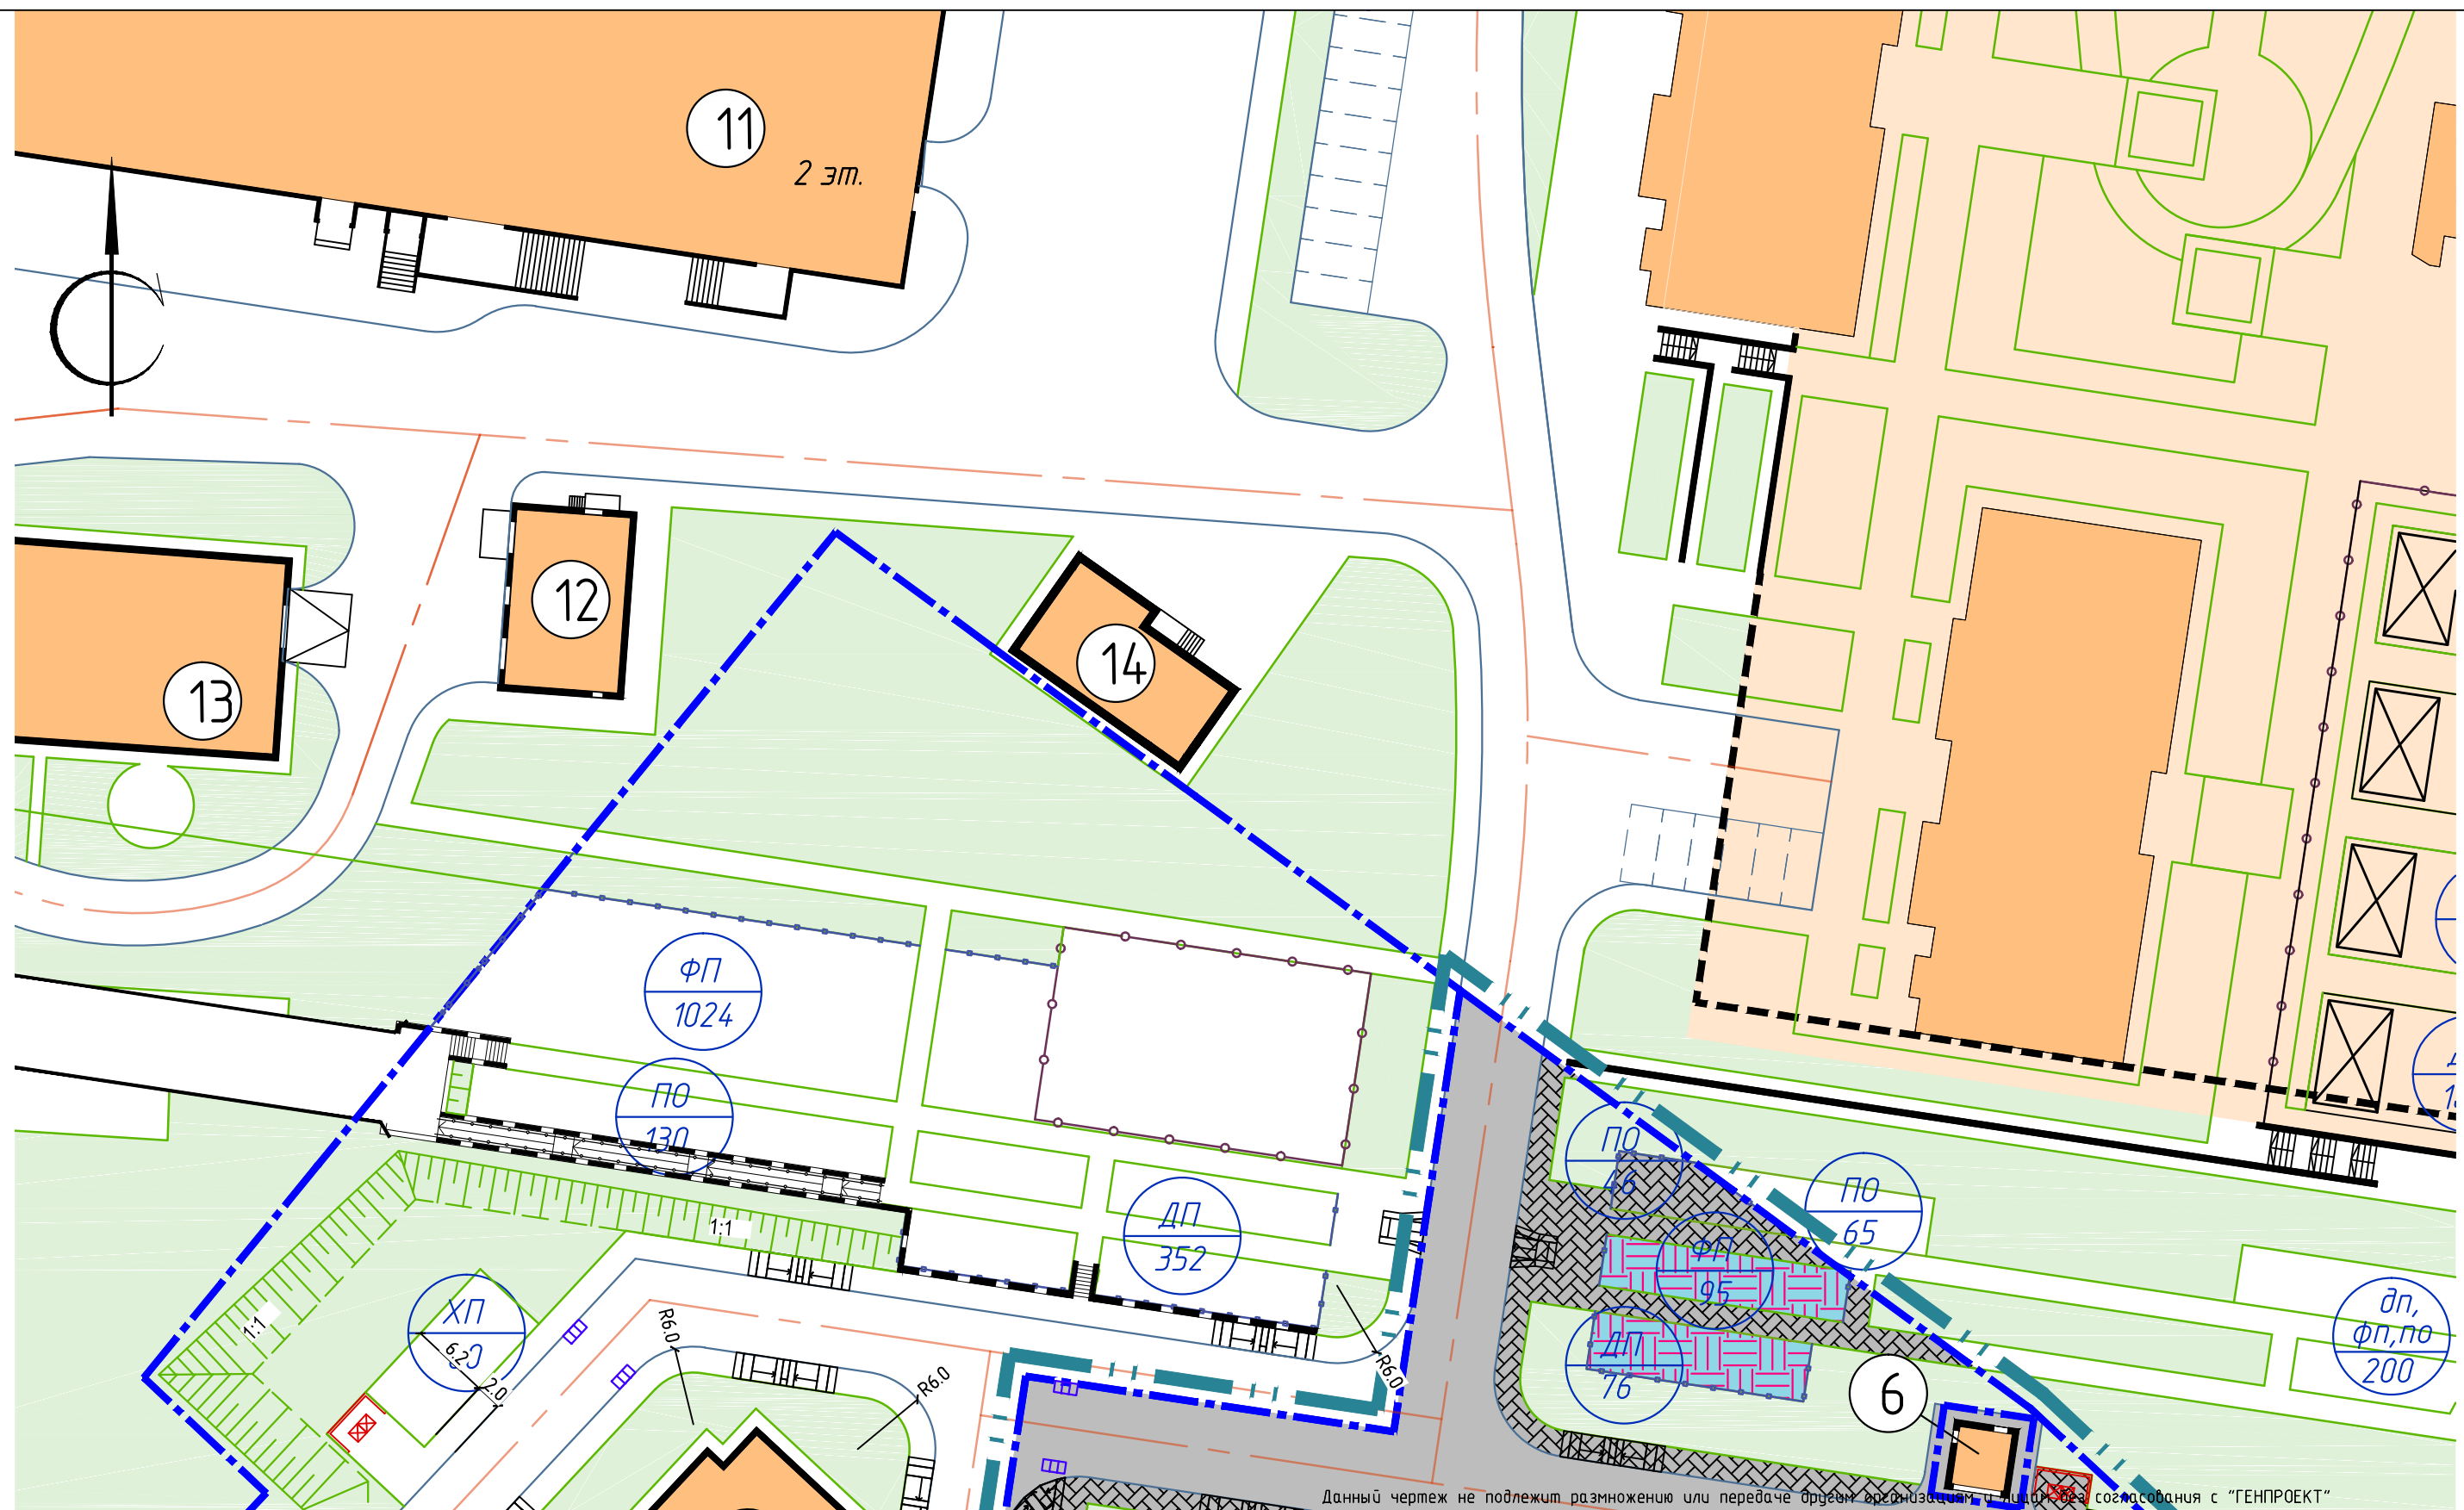 11
2 эт.
12
14
13
ФП
1024
ПО
130
ПО
ПО
65
ДП
352
1:1
ФП
95
ХП
1:1
6.2
2.0
R6.0
R6.0
R6.0
ДП
76
6
дп,
фп,по
200
Данный чертеж не подлежит размножению или передаче другим организациям и лицам без согласования с "ГЕНПРОЕКТ"